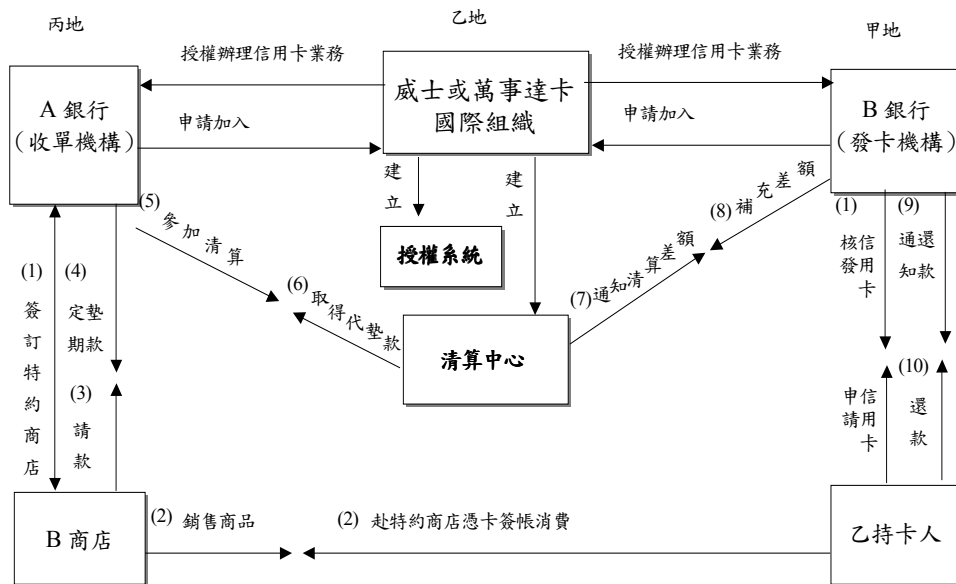 丙地
乙地
甲地
授權辦理信用卡業務
授權辦理信用卡業務
A 銀行
（收單機構）
威士或萬事達卡
國際組織
B 銀行
（發卡機構）
申請加入
申請加入
建立
建立
授權系統
(5) 參加清算
(6) 取得代墊款
(7) 通知清算差額
(8) 補充差額
清算中心
(1) 簽訂特約商店
(4) 定期墊款
(3) 請款
(1) 核發信用卡
(9) 通知還款
申請信用卡
(10) 還款
B 商店
(2) 銷售商品
(2) 赴特約商店憑卡簽帳消費
乙持卡人